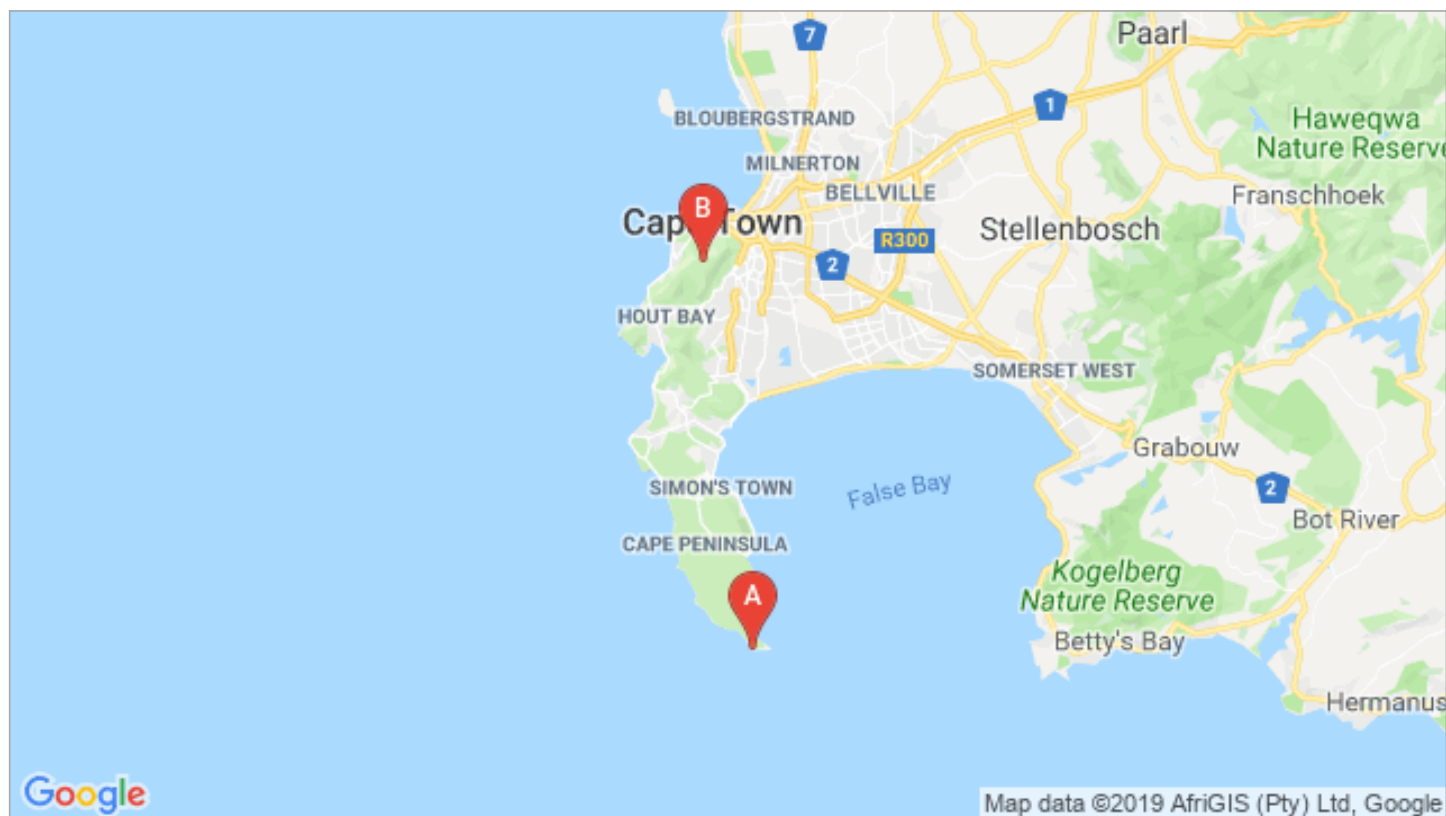 Paarl
7
1
BLOUBERGSTRAND
Haweqwa
Nature Reserve
MILNERTON
BELLVILLE
Franschhoek
B
Cape Town
Stellenbosch
R300
2
HOUT BAY
SOMERSET WEST
Grabouw
SIMON'S TOWN
False Bay
2
Bot River
CAPE PENINSULA
Kogelberg
Nature Reserve
A
Betty's Bay
Hermanus
Google
Map data ©2019 AfriGIS (Pty) Ltd, Google